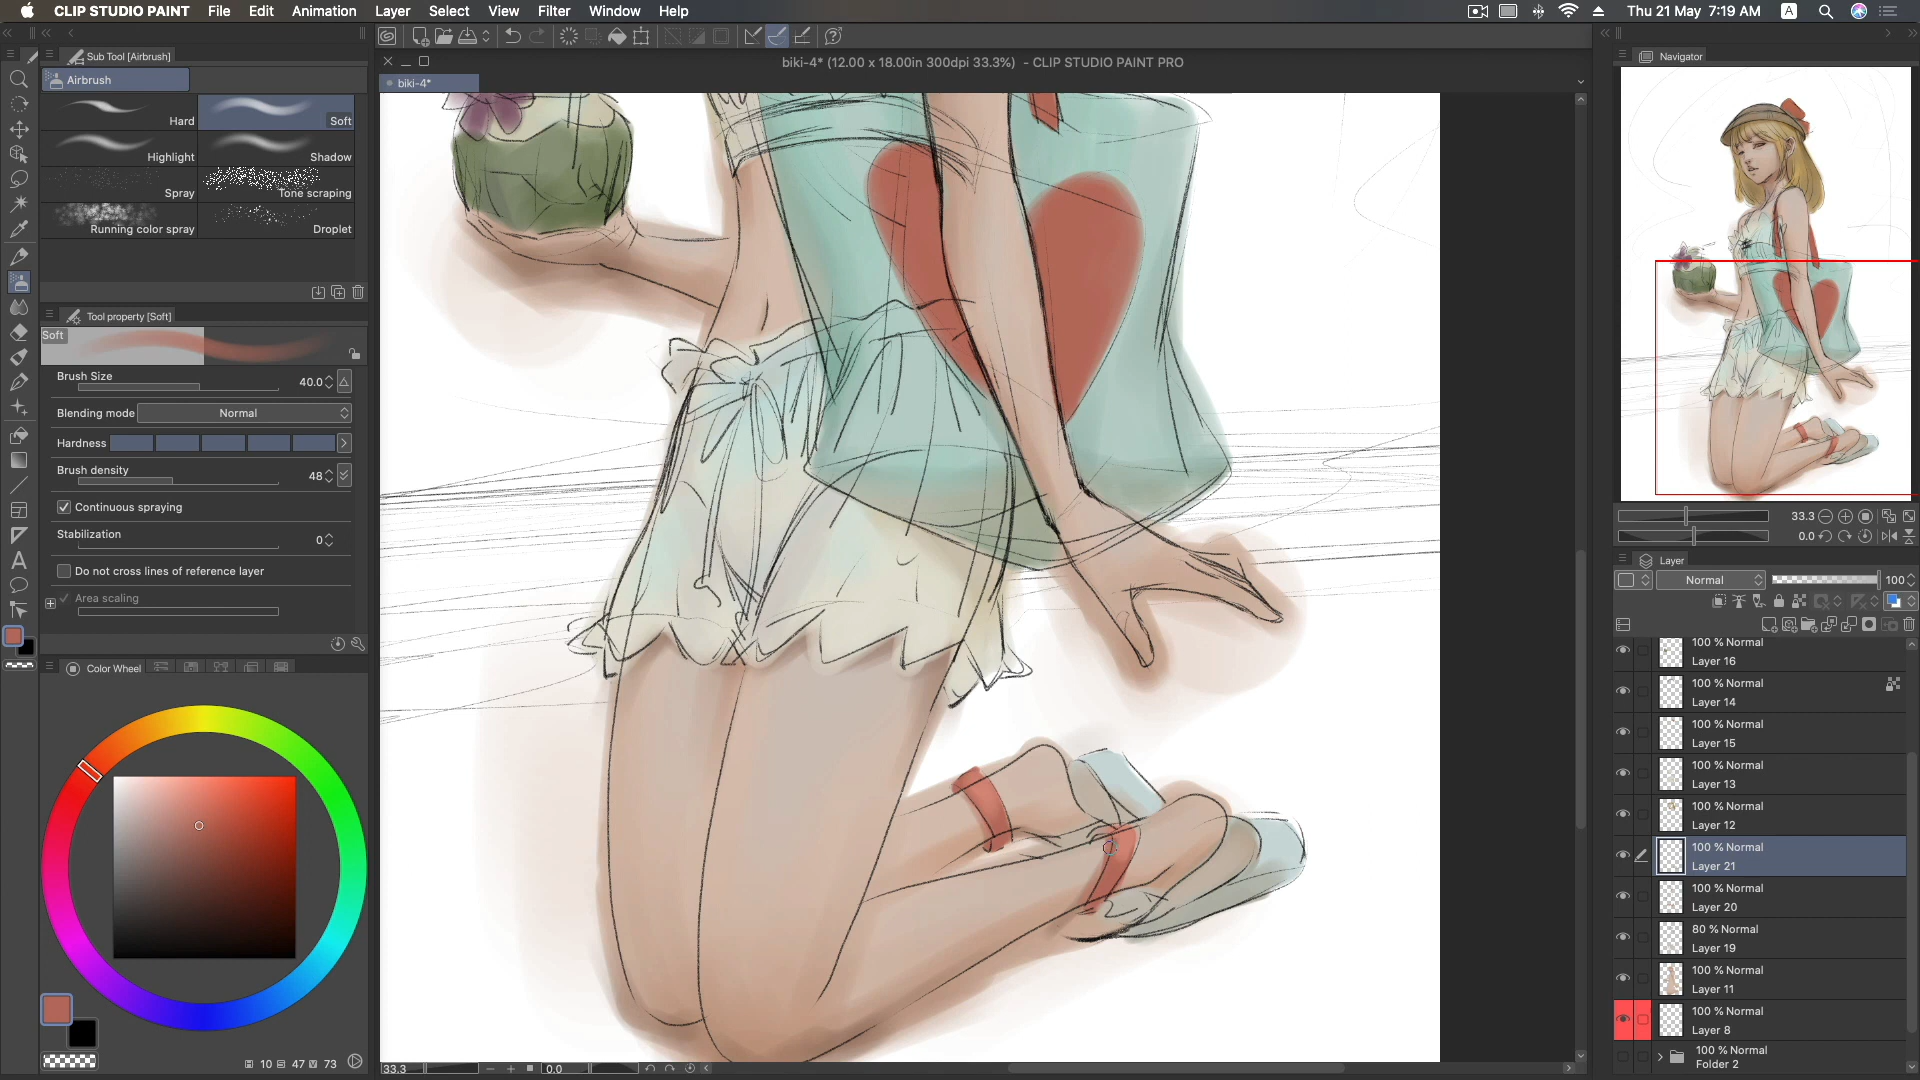 CLIP STUDIO PAINT File Edit Animation Layer Select View Filter Window Help Thu 21 May 7:19 AM A
Sub Tool [Airbrush]
Airbrush
Hard Soft
Highlight Shadow
Spray Tone scraping
Running color spray Droplet
Tool property [Soft]
Soft
Brush Size 40.0
Blending mode Normal
Hardness
Brush density 48
Continuous spraying
Stabilization 0
Do not cross lines of reference layer
Area scaling
Color Wheel
10 47 73
biki-4* (12.00 x 18.00in 300dpi 33.3%) - CLIP STUDIO PAINT PRO
biki-4*
33.3 0.0
Navigator
33.3
0.0
Layer
Normal 100
100 % Normal
Layer 16
100 % Normal
Layer 14
100 % Normal
Layer 15
100 % Normal
Layer 13
100 % Normal
Layer 12
100 % Normal
Layer 21
100 % Normal
Layer 20
80 % Normal
Layer 19
100 % Normal
Layer 11
100 % Normal
Layer 8
100 % Normal
Folder 2